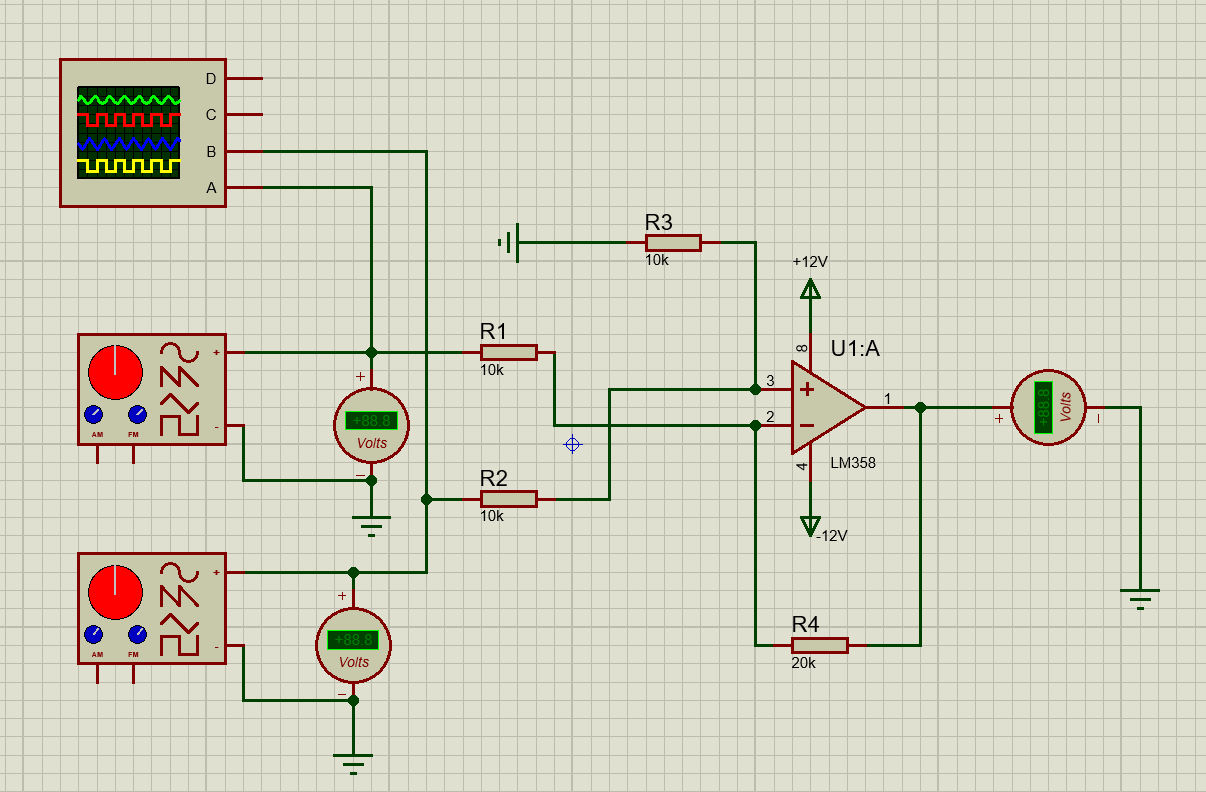 D
C
B
A
R3
10k
+12V
+
-
AM FM
R1
10k
+
+88.8
Volts
−
8
U1:A
3
+
2
−
1
4
LM358
-12V
+
+88.8
Volts
−
R2
10k
+
-
AM FM
+
+88.8
Volts
−
R4
20k